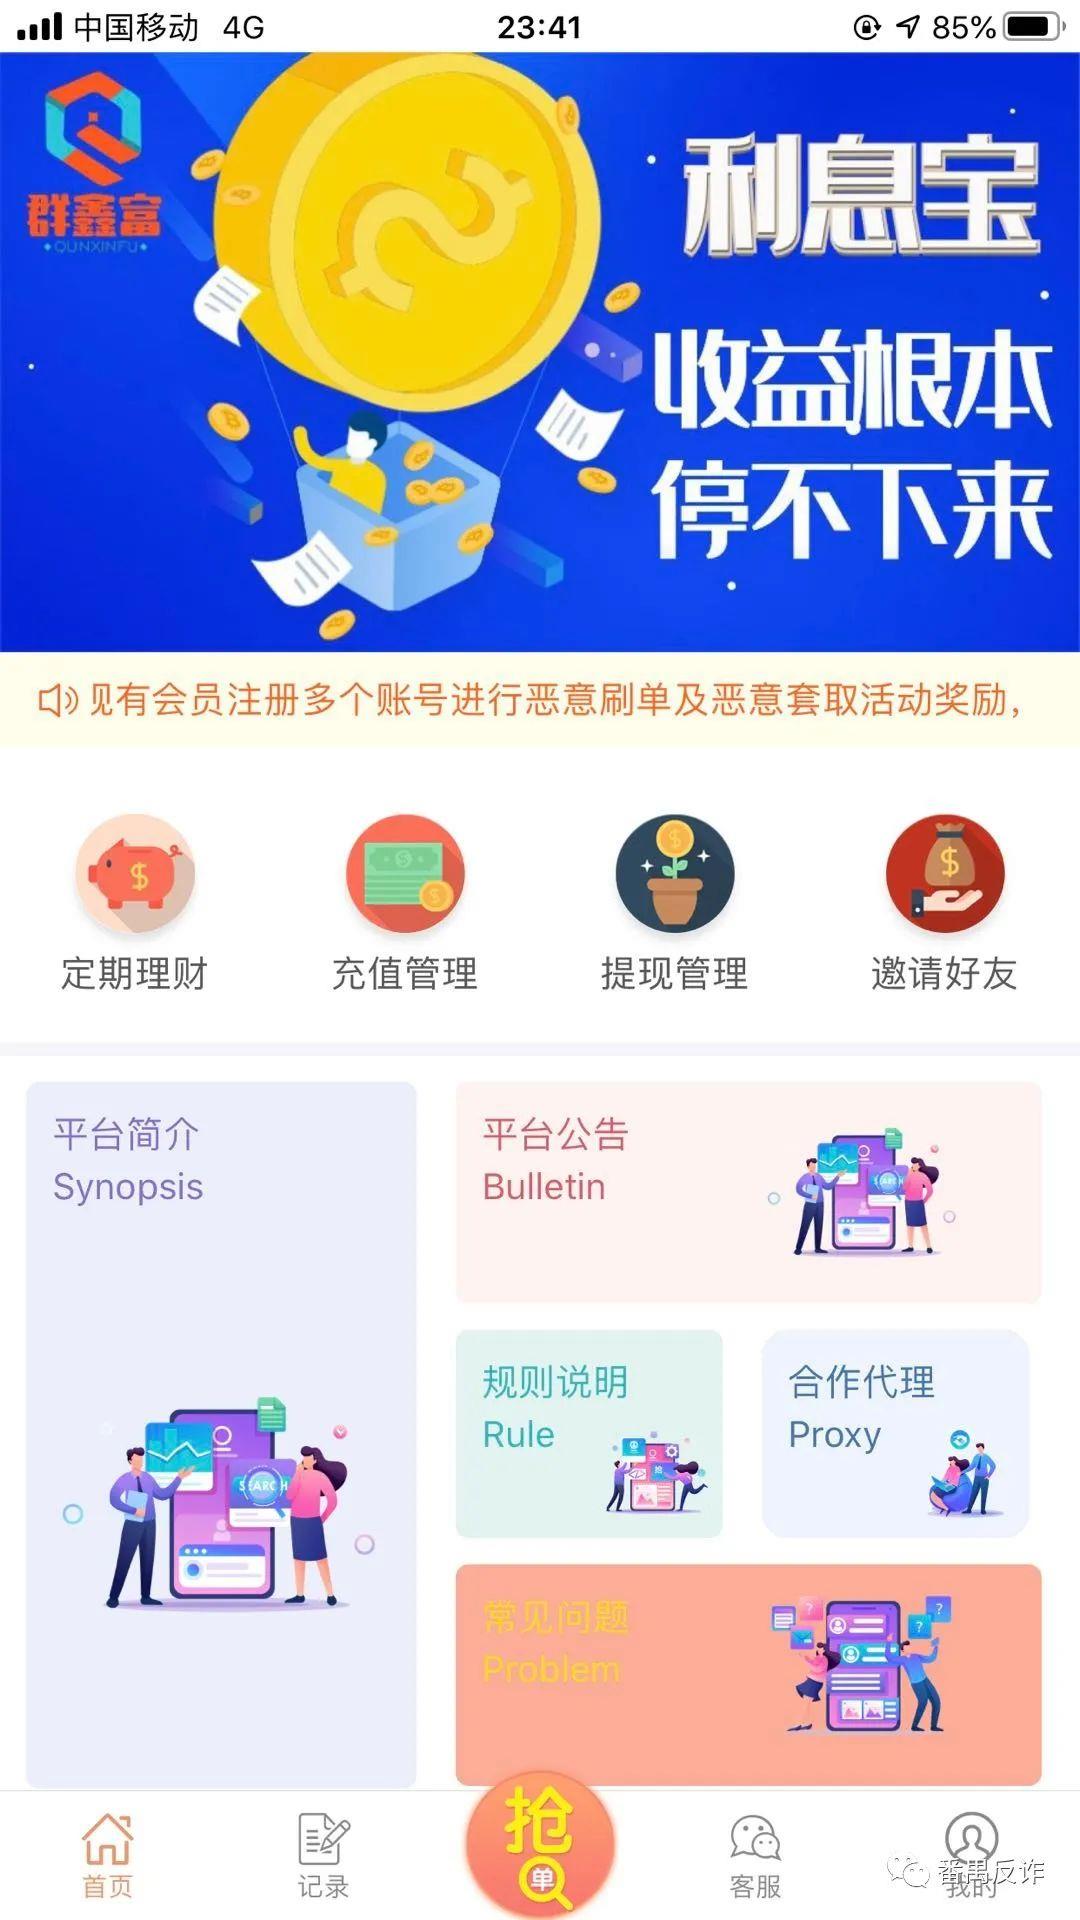 中国移动 4G 23:41 85%
群鑫富
QUNXINFU
利息宝
收益根本
停不下来
见有会员注册多个账号进行恶意刷单及恶意套取活动奖励，
定期理财 充值管理 提现管理 邀请好友
平台简介
Synopsis
平台公告
Bulletin
SEARCH
规则说明
Rule
合作代理
Proxy
SEARCH
常见问题
Problem
抢
单
首页 记录 客服 我的
番禺反诈